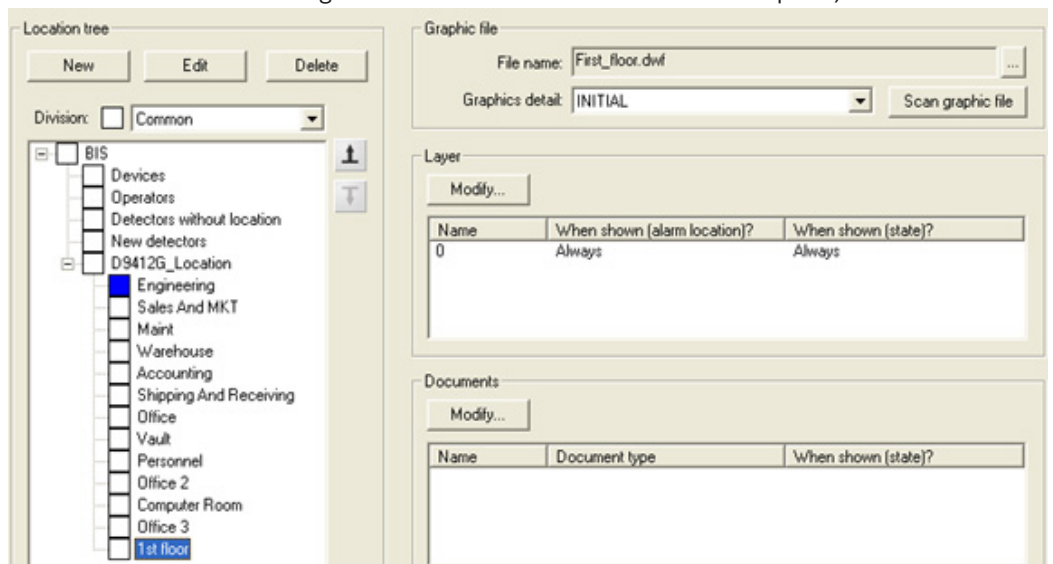 Location tree
New Edit Delete
Division: Common
BIS
Devices
Operators
Detectors without location
New detectors
D9412G_Location
Engineering
Sales And MKT
Maint
Warehouse
Accounting
Shipping And Receiving
Office
Vault
Personnel
Office 2
Computer Room
Office 3
1st floor
Graphic file
File name: First_floor.dwf ...
Graphics detail: INITIAL Scan graphic file
Layer
Modify...
Name When shown (alarm location)? When shown (state)?
0 Always Always
Documents
Modify...
Name Document type When shown (state)?